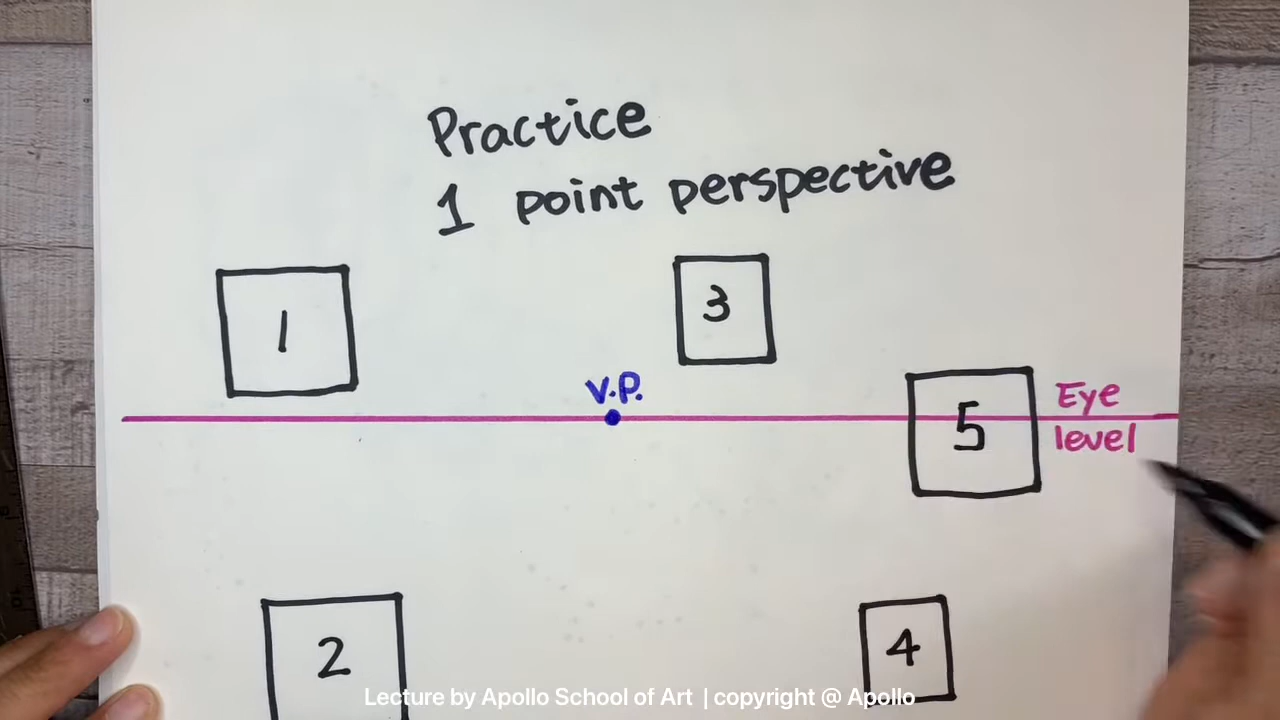 Practice
1 point perspective
1
3
V.P.
5
Eye
level
2
4
Lecture by Apollo School of Art | copyright @ Apollo